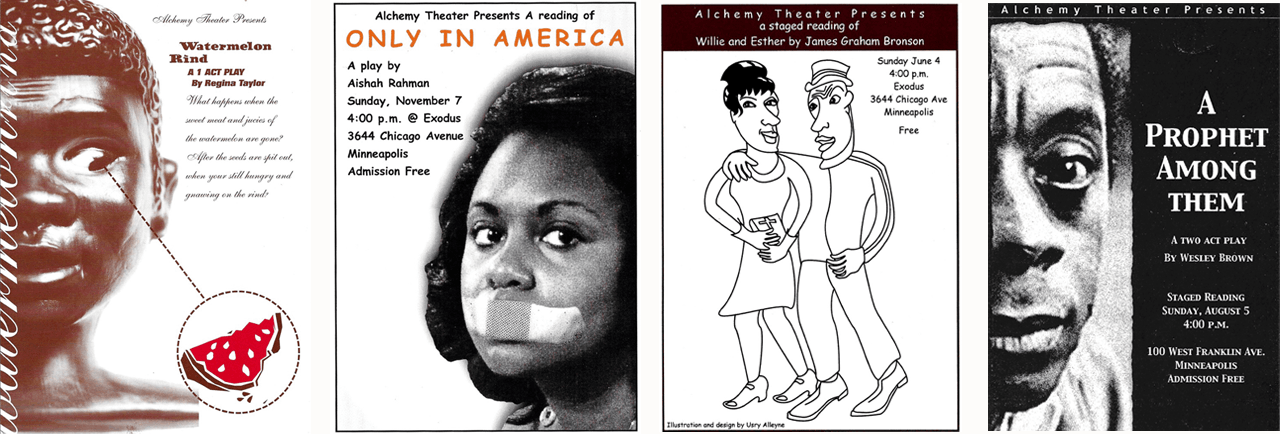 watermelonrind
Alchemy Theater Presents
Watermelon
Rind
A 1 ACT PLAY
By Regina Taylor
What happens when the
sweet meat and jucies of
the watermelon are gone?
After the seeds are spit out,
when your still hungry and
gnawing on the rind?
Alchemy Theater Presents A reading of
ONLY IN AMERICA
A play by
Aishah Rahman
Sunday, November 7
4:00 p.m. @ Exodus
3644 Chicago Avenue
Minneapolis
Admission Free
Alchemy Theater Presents
a staged reading of
Willie and Esther by James Graham Bronson
Sunday June 4
4:00 p.m.
Exodus
3644 Chicago Ave
Minneapolis
Free
Illustration and design by Usry Alleyne
Alchemy Theater Presents
A
PROPHET
AMONG
THEM
A TWO ACT PLAY
BY WESLEY BROWN
STAGED READING
SUNDAY, AUGUST 5
4:00 P.M.
100 WEST FRANKLIN AVE.
MINNEAPOLIS
ADMISSION FREE